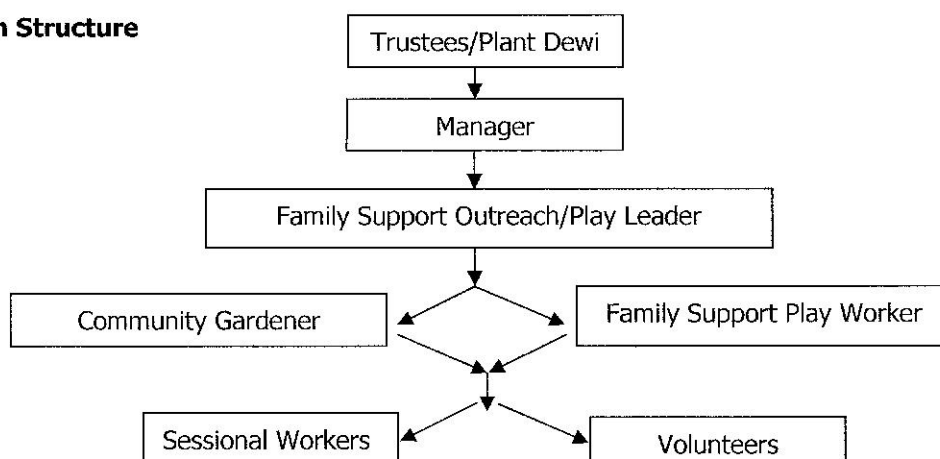 n Structure
Trustees/Plant Dewi
Manager
Family Support Outreach/Play Leader
Community Gardener
Family Support Play Worker
Sessional Workers
Volunteers